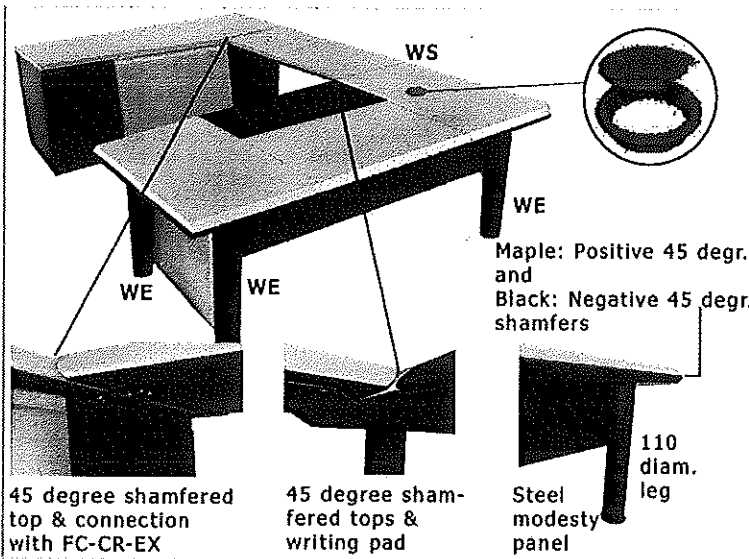 WS
WE
WE
WE
Maple: Positive 45 degr.
and
Black: Negative 45 degr.
shamfers
45 degree shamfered
top & connection
with FC-CR-EX
45 degree sham-
fered tops &
writing pad
Steel
modesty
panel
110
diam.
leg